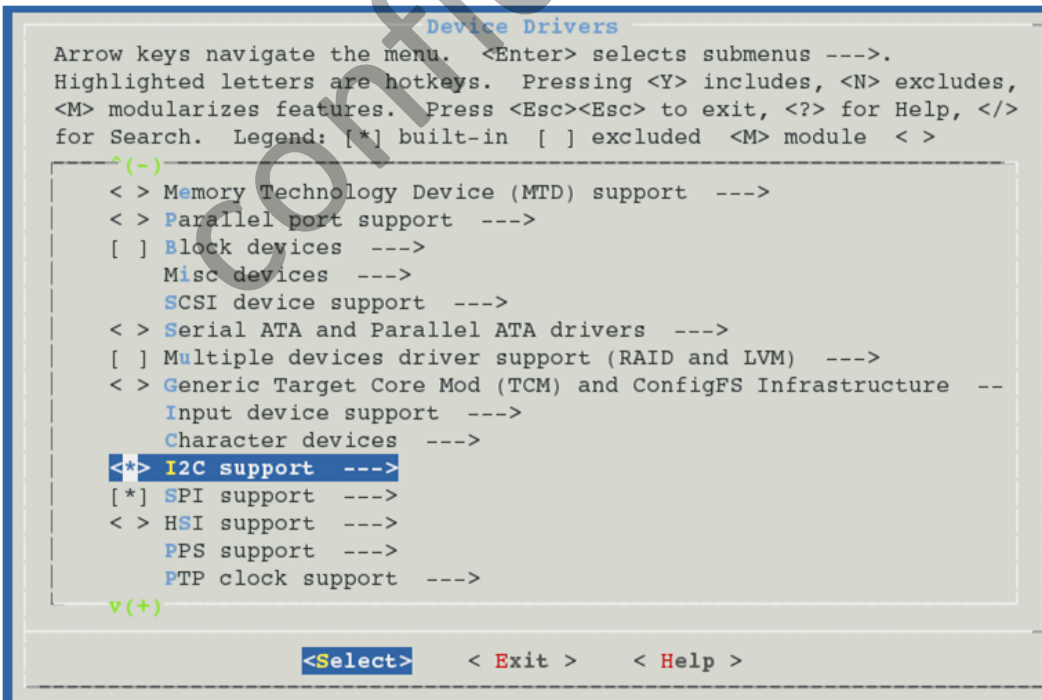 Device Drivers
Arrow keys navigate the menu.  <Enter> selects submenus --->.
Highlighted letters are hotkeys.  Pressing <Y> includes, <N> excludes,
<M> modularizes features.  Press <Esc><Esc> to exit, <?> for Help, </>
for Search.  Legend: [*] built-in  [ ] excluded  <M> module  < >
^(-)
< > Memory Technology Device (MTD) support  --->
< > Parallel port support  --->
[ ] Block devices  --->
Misc devices  --->
SCSI device support  --->
< > Serial ATA and Parallel ATA drivers  --->
[ ] Multiple devices driver support (RAID and LVM)  --->
< > Generic Target Core Mod (TCM) and ConfigFS Infrastructure  --
Input device support  --->
Character devices  --->
<*> I2C support  --->
[*] SPI support  --->
< > HSI support  --->
PPS support  --->
PTP clock support  --->
v(+)
<Select>    < Exit >    < Help >